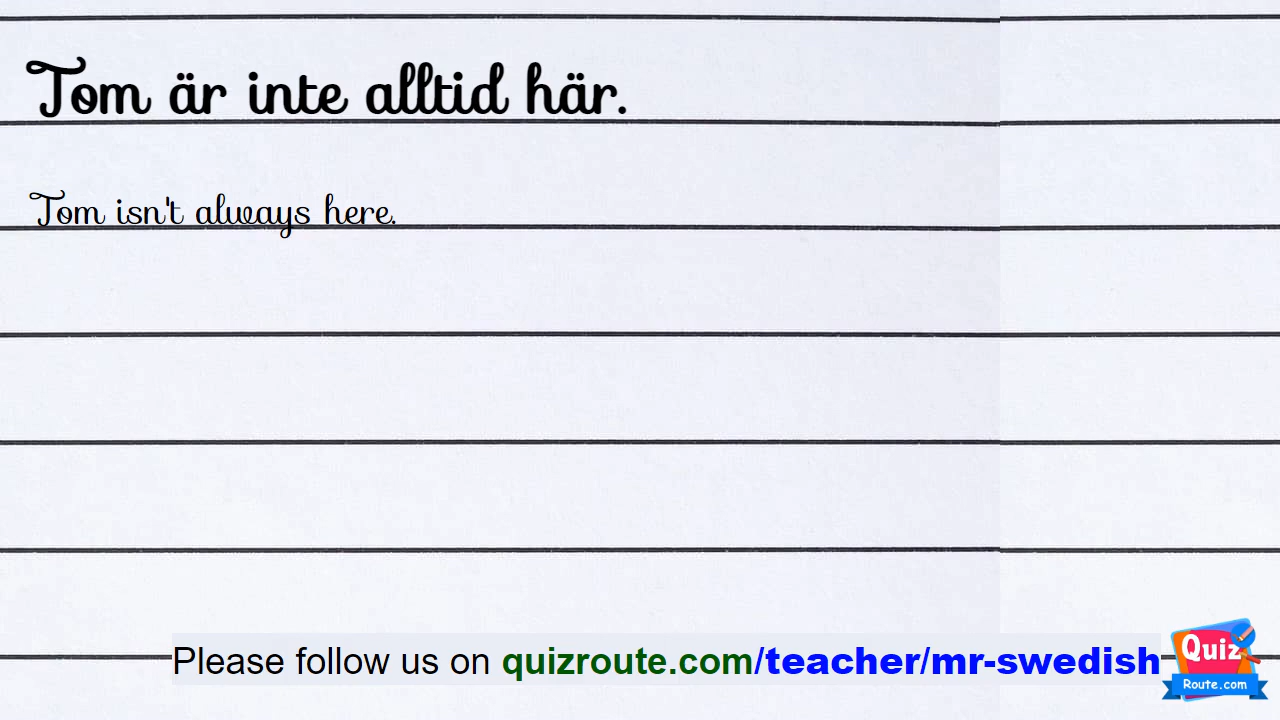 Tom är inte alltid här.
Tom isn't always here.
Please follow us on quizroute.com/teacher/mr-swedish
Quiz
Route.com